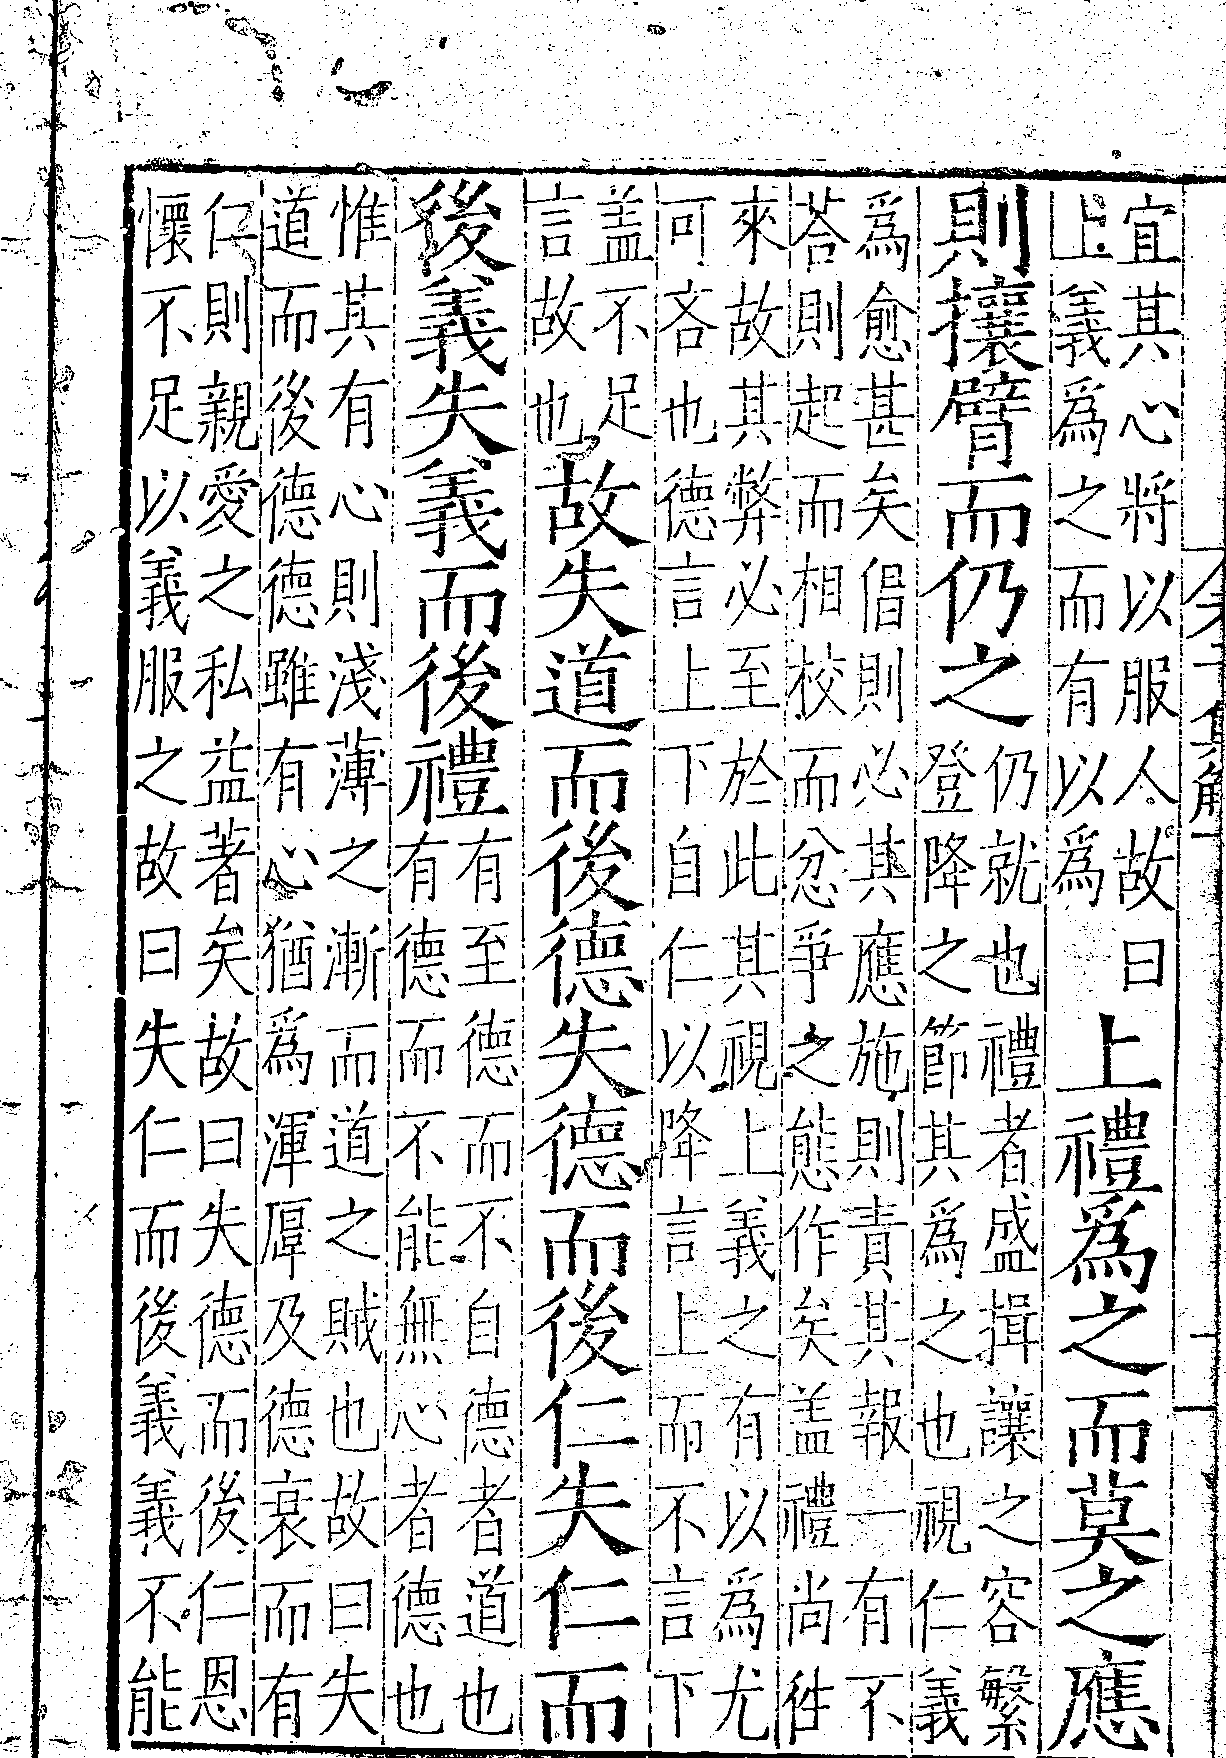 宜其心將以服人故曰
上義爲之而有以爲
上禮爲之而莫之應
則攘臂而仍之
仍就也禮者盛揖讓之容繁
登降之節其爲之也視仁義
爲愈甚矣倡則必其應施則責其報一有不
荅則起而相校而忿爭之態作矣盖禮尚徃
來故其弊必至於此其視上義之有以爲尤
可吝也德言上下自仁以降言上而不言下
盖不足
言故也
故失道而後德失德而後仁失仁而
後義失義而後禮
有至德而不自德者道也
有德而不能無心者德也
惟其有心則淺薄之漸而道之賊也故曰失
道而後德德雖有心猶爲渾厚及德衰而有
仁則親愛之私益著矣故曰失德而後仁恩
懷不足以義服之故曰失仁而後義義不能